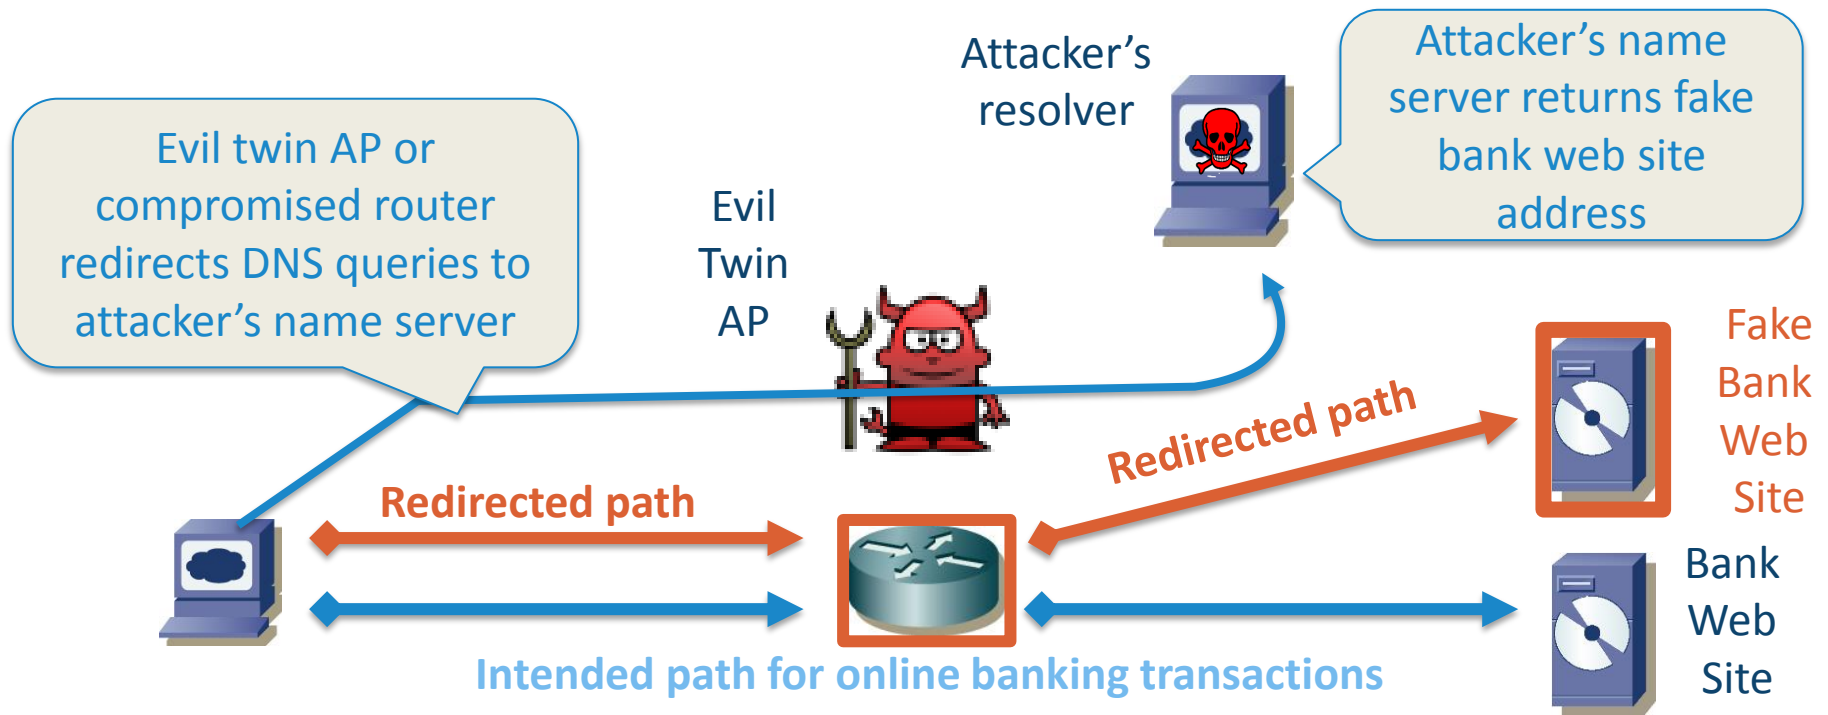 Evil twin AP or
compromised router
redirects DNS queries to
attacker’s name server
Evil
Twin
AP
Attacker’s
resolver
Attacker’s name
server returns fake
bank web site
address
Redirected path
Redirected path
Fake
Bank
Web
Site
Bank
Web
Site
Intended path for online banking transactions